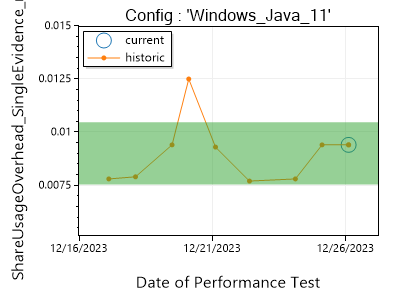 Config : 'Windows_Java_11'
ShareUsageOverhead_SingleEvidence_
0.015
0.0125
0.01
0.0075
current
historic
12/16/2023
12/21/2023
12/26/2023
Date of Performance Test